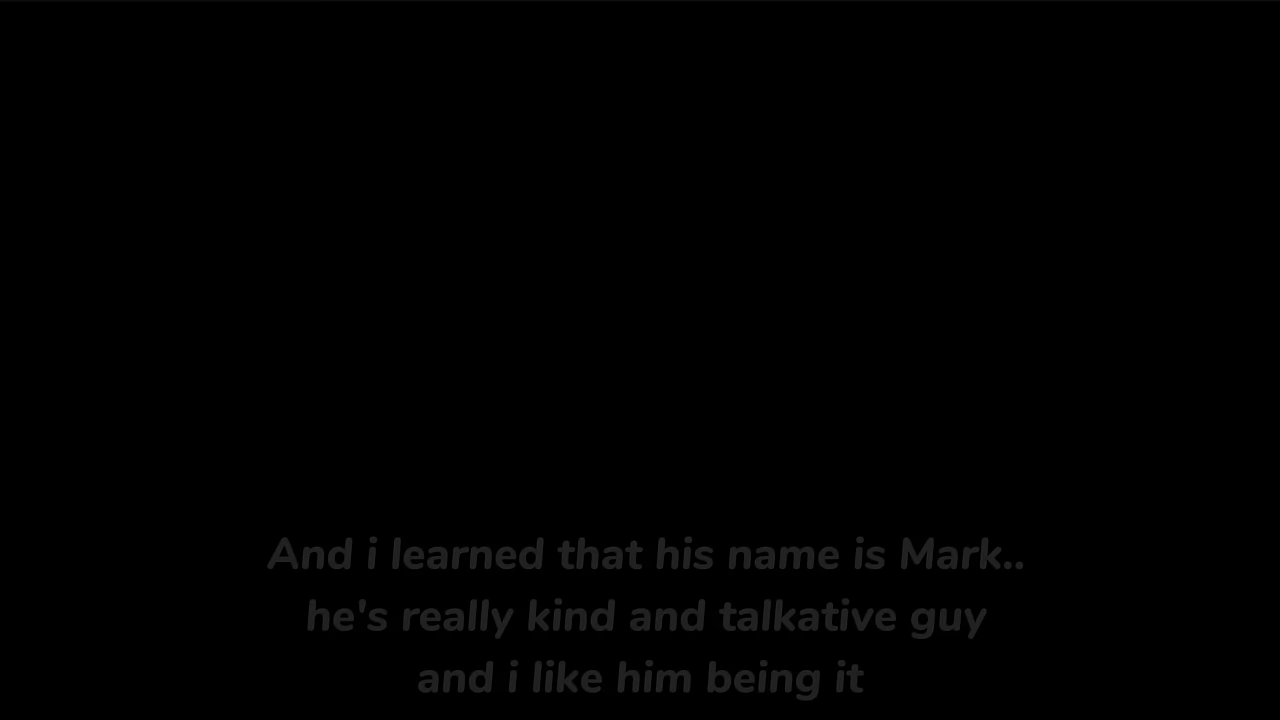 And i learned that his name is Mark..
he's really kind and talkative guy
and i like him being it